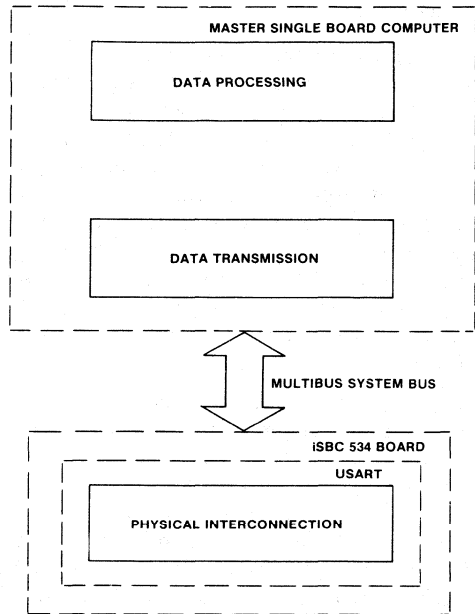 MASTER SINGLE BOARD COMPUTER
DATA PROCESSING
DATA TRANSMISSION
MULTIBUS SYSTEM BUS
iSBC 534 BOARD
USART
PHYSICAL INTERCONNECTION